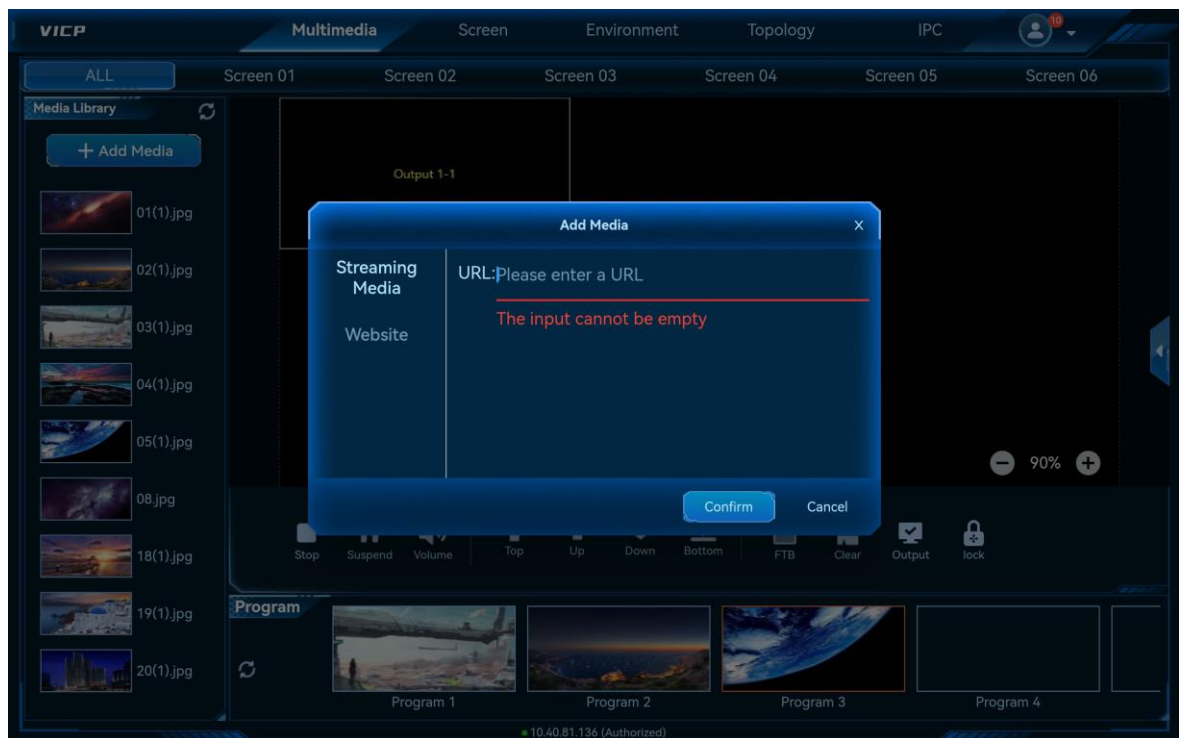 VICP
Multimedia
Screen
Environment
Topology
IPC
10
ALL
Screen 01
Screen 02
Screen 03
Screen 04
Screen 05
Screen 06
Media Library
+ Add Media
01(1).jpg
02(1).jpg
03(1).jpg
04(1).jpg
05(1).jpg
08.jpg
18(1).jpg
19(1).jpg
20(1).jpg
Output 1-1
Add Media
X
Streaming
Media
Website
URL:
Please enter a URL
The input cannot be empty
Confirm
Cancel
90%
Stop
Suspend
Volume
Top
Up
Down
Bottom
FTB
Clear
Output
lock
Program
Program 1
Program 2
Program 3
Program 4
10.40.81.136 (Authorized)